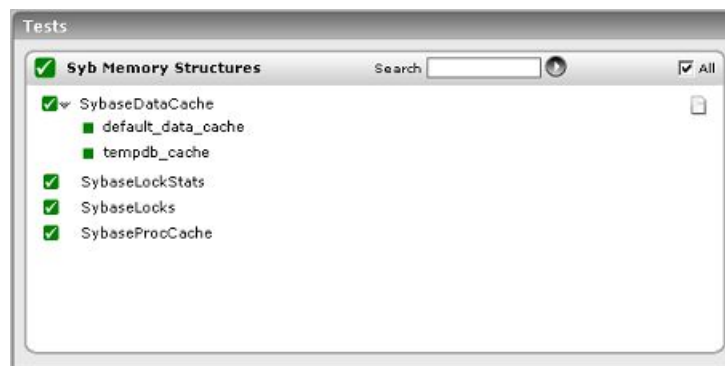 Tests
Syb Memory Structures Search All
SybaseDataCache
default_data_cache
tempdb_cache
SybaseLockStats
SybaseLocks
SybaseProcCache